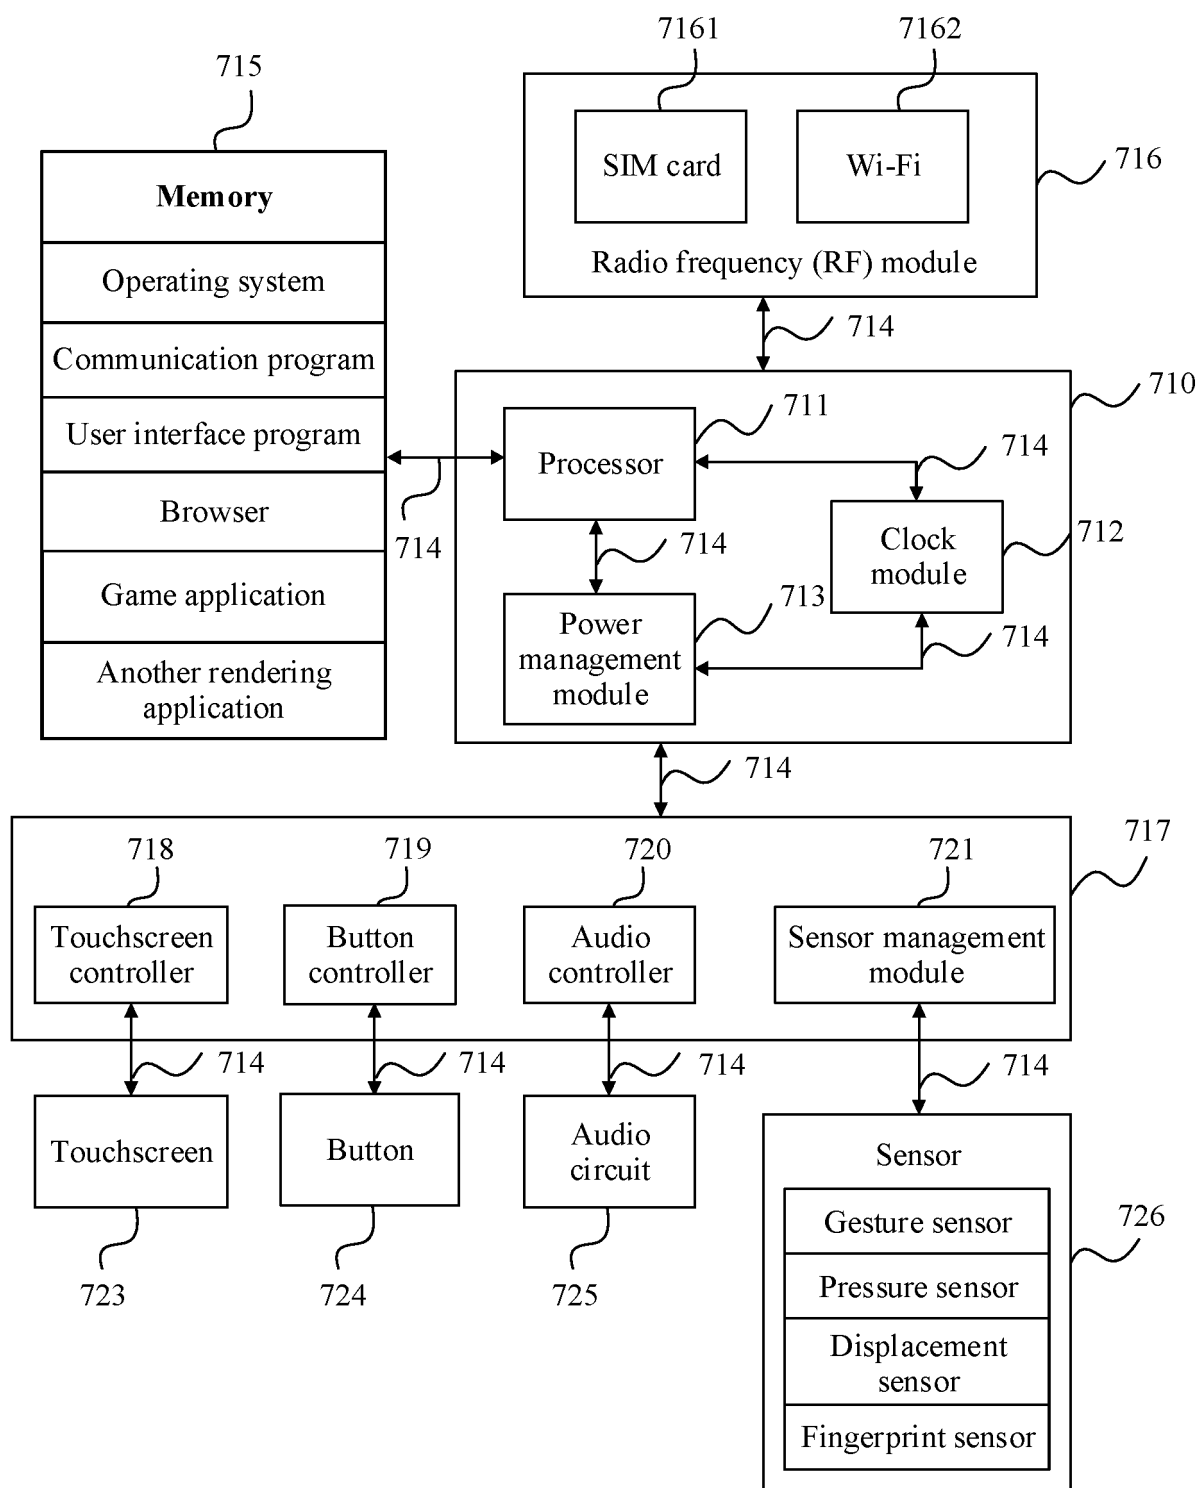 7161
7162
715
SIM card
Wi-Fi
716
Radio frequency (RF) module
Memory
Operating system
Communication program
User interface program
Browser
Game application
Another rendering
application
714
714
710
711
Processor
714
714
Clock
module
712
713
Power
management
module
714
714
717
718
719
720
721
Touchscreen
controller
Button
controller
Audio
controller
Sensor management
module
714
714
714
714
Touchscreen
Button
Audio
circuit
Sensor
Gesture sensor
Pressure sensor
Displacement
sensor
Fingerprint sensor
726
723
724
725